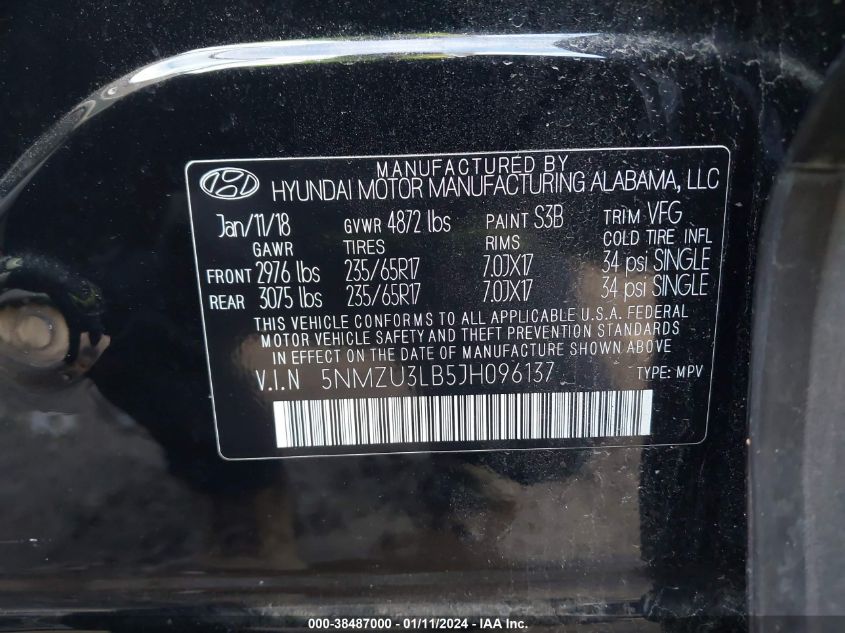 MANUFACTURED BY
HYUNDAI MOTOR MANUFACTURING ALABAMA, LLC
Jan/11/18 GVWR 4872 lbs PAINT S3B TRIM VFG
GAWR TIRES RIMS COLD TIRE INFL
FRONT 2976 lbs 235/65R17 7.0JX17 34 psi SINGLE
REAR 3075 lbs 235/65R17 7.0JX17 34 psi SINGLE
THIS VEHICLE CONFORMS TO ALL APPLICABLE U.S.A. FEDERAL
MOTOR VEHICLE SAFETY AND THEFT PREVENTION STANDARDS
IN EFFECT ON THE DATE OF MANUFACTURE SHOWN ABOVE
V.I.N 5NMZU3LB5JH096137 TYPE: MPV
000-38487000 - 01/11/2024 - IAA Inc.